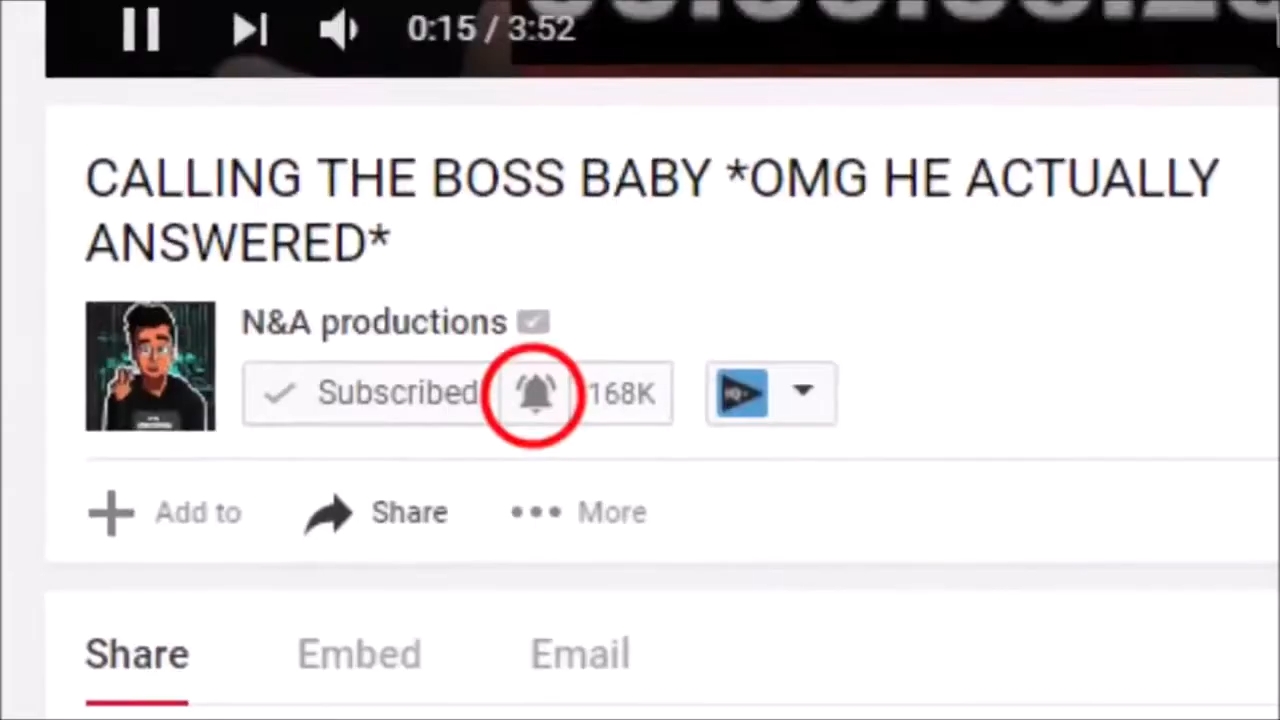 0:15 / 3:52
CALLING THE BOSS BABY *OMG HE ACTUALLY
ANSWERED*
N&A productions
Subscribed 168K
Add to Share More
Share Embed Email